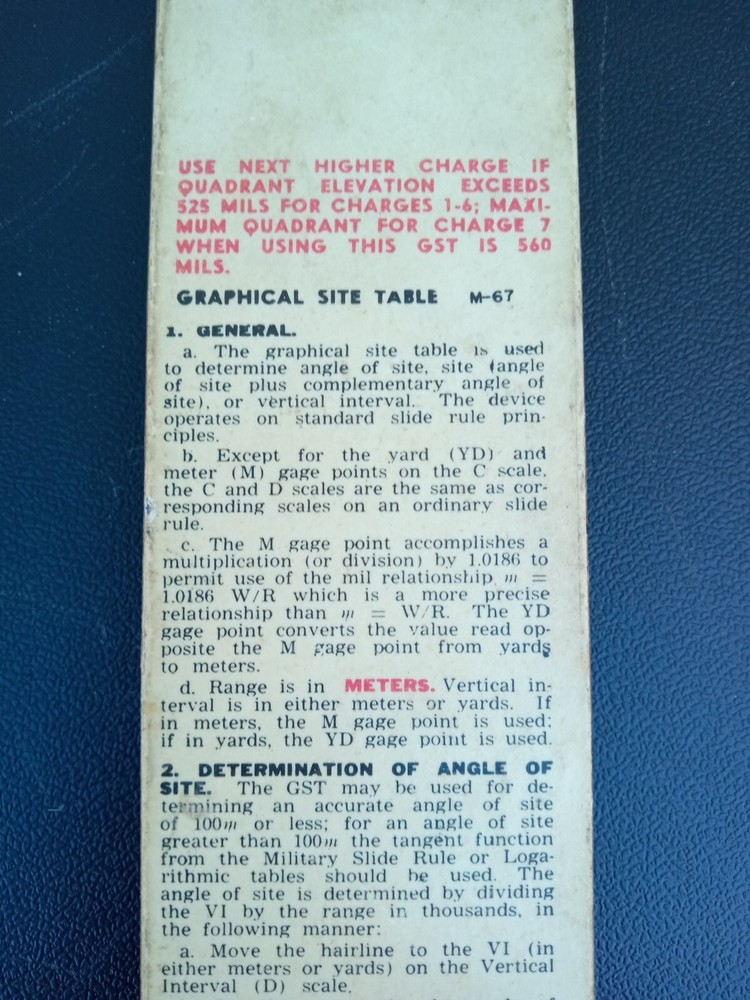 USE NEXT HIGHER CHARGE IF
QUADRANT ELEVATION EXCEEDS
525 MILS FOR CHARGES 1-6; MAXI-
MUM QUADRANT FOR CHARGE 7
WHEN USING THIS GST IS 560
MILS.
GRAPHICAL SITE TABLE M-67
1. GENERAL.
a. The graphical site table is used
to determine angle of site, site (angle
of site plus complementary angle of
site), or vertical interval. The device
operates on standard slide rule prin-
ciples.
b. Except for the yard (YD) and
meter (M) gage points on the C scale,
the C and D scales are the same as cor-
responding scales on an ordinary slide
rule.
c. The M gage point accomplishes a
multiplication (or division) by 1.0186 to
permit use of the mil relationship m =
1.0186 W/R which is a more precise
relationship than m = W/R. The YD
gage point converts the value read op-
posite the M gage point from yards
to meters.
d. Range is in METERS. Vertical in-
terval is in either meters or yards. If
in meters, the M gage point is used;
if in yards, the YD gage point is used.
2. DETERMINATION OF ANGLE OF
SITE. The GST may be used for de-
termining an accurate angle of site
of 100m or less; for an angle of site
greater than 100m the tangent function
from the Military Slide Rule or Loga-
rithmic tables should be used. The
angle of site is determined by dividing
the VI by the range in thousands, in
the following manner:
a. Move the hairline to the VI (in
either meters or yards) on the Vertical
Interval (D) scale.